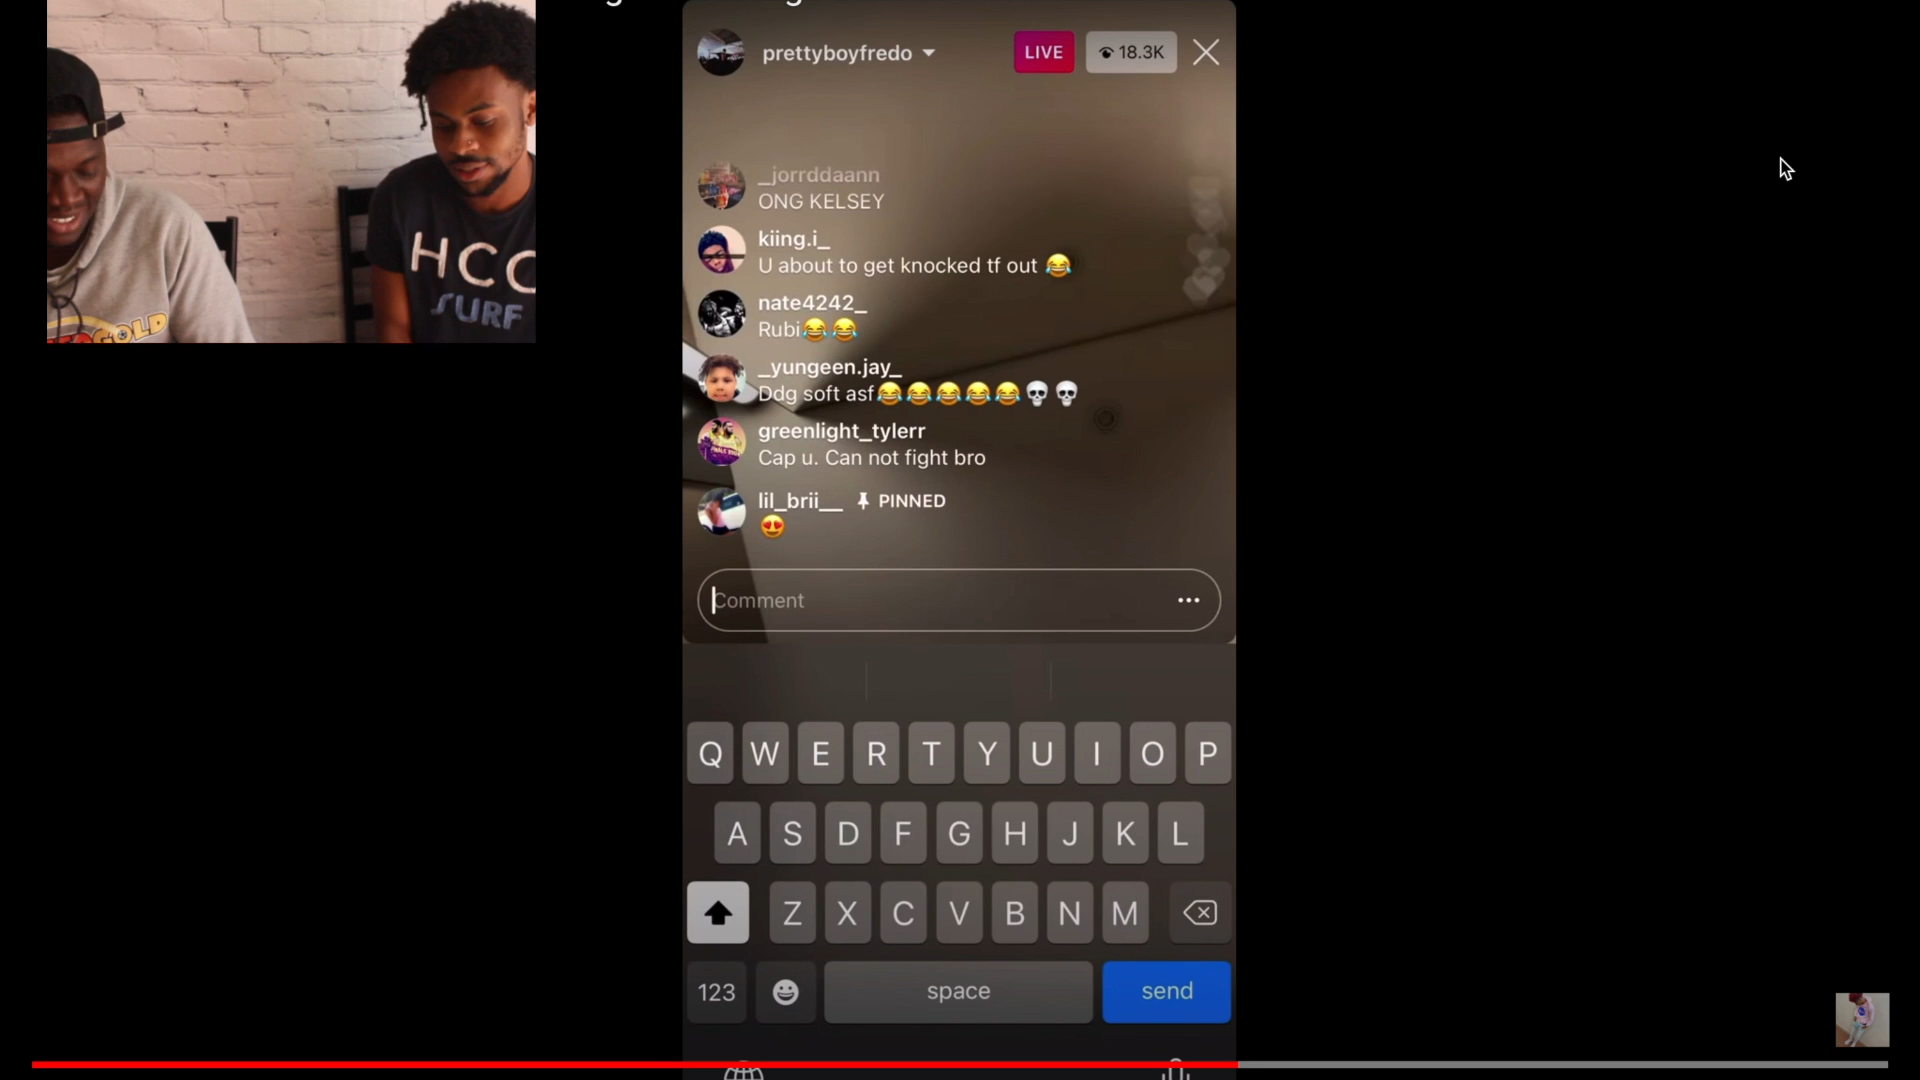 prettyboyfredo
LIVE
18.3K
_jorrddaann
ONG KELSEY
kiing.i_
U about to get knocked tf out 😂
nate4242_
Rubi😂😂
_yungeen.jay_
Ddg soft asf😂😂😂😂😂💀💀
greenlight_tylerr
Cap u. Can not fight bro
lil_brii__ PINNED
😍
Comment
Q W E R T Y U I O P
A S D F G H J K L
Z X C V B N M
123 space send
HCC
SURF
GOLD